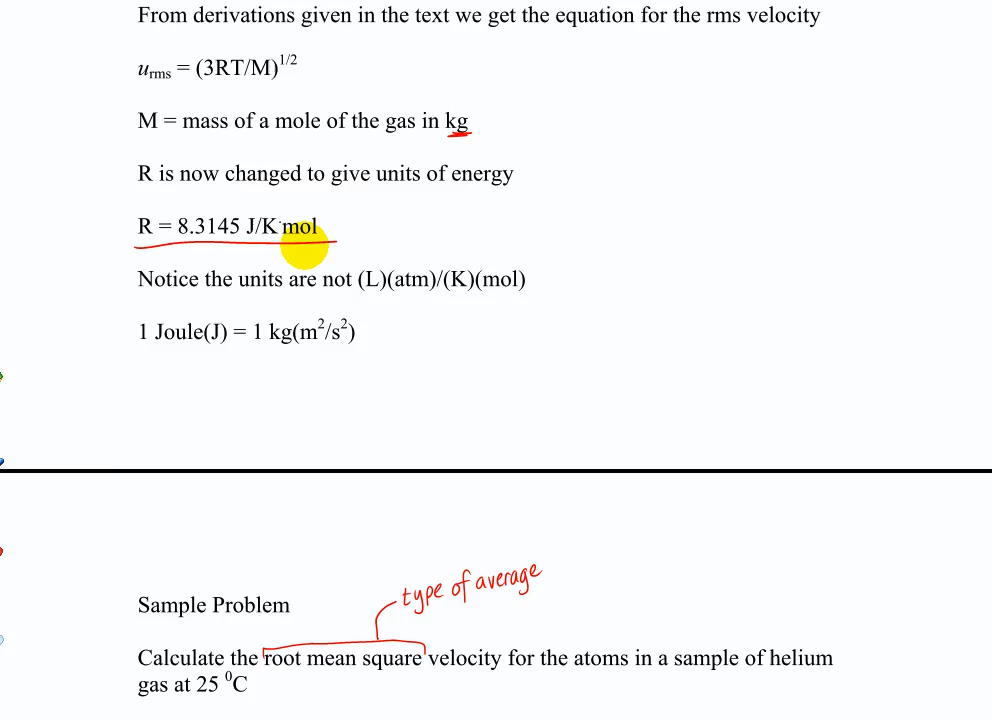 From derivations given in the text we get the equation for the rms velocity
u_rms = (3RT/M)^1/2
M = mass of a mole of the gas in kg
R is now changed to give units of energy
R = 8.3145 J/K·mol
Notice the units are not (L)(atm)/(K)(mol)
1 Joule(J) = 1 kg(m²/s²)
type of average
Sample Problem
Calculate the root mean square velocity for the atoms in a sample of helium
gas at 25 ⁰C